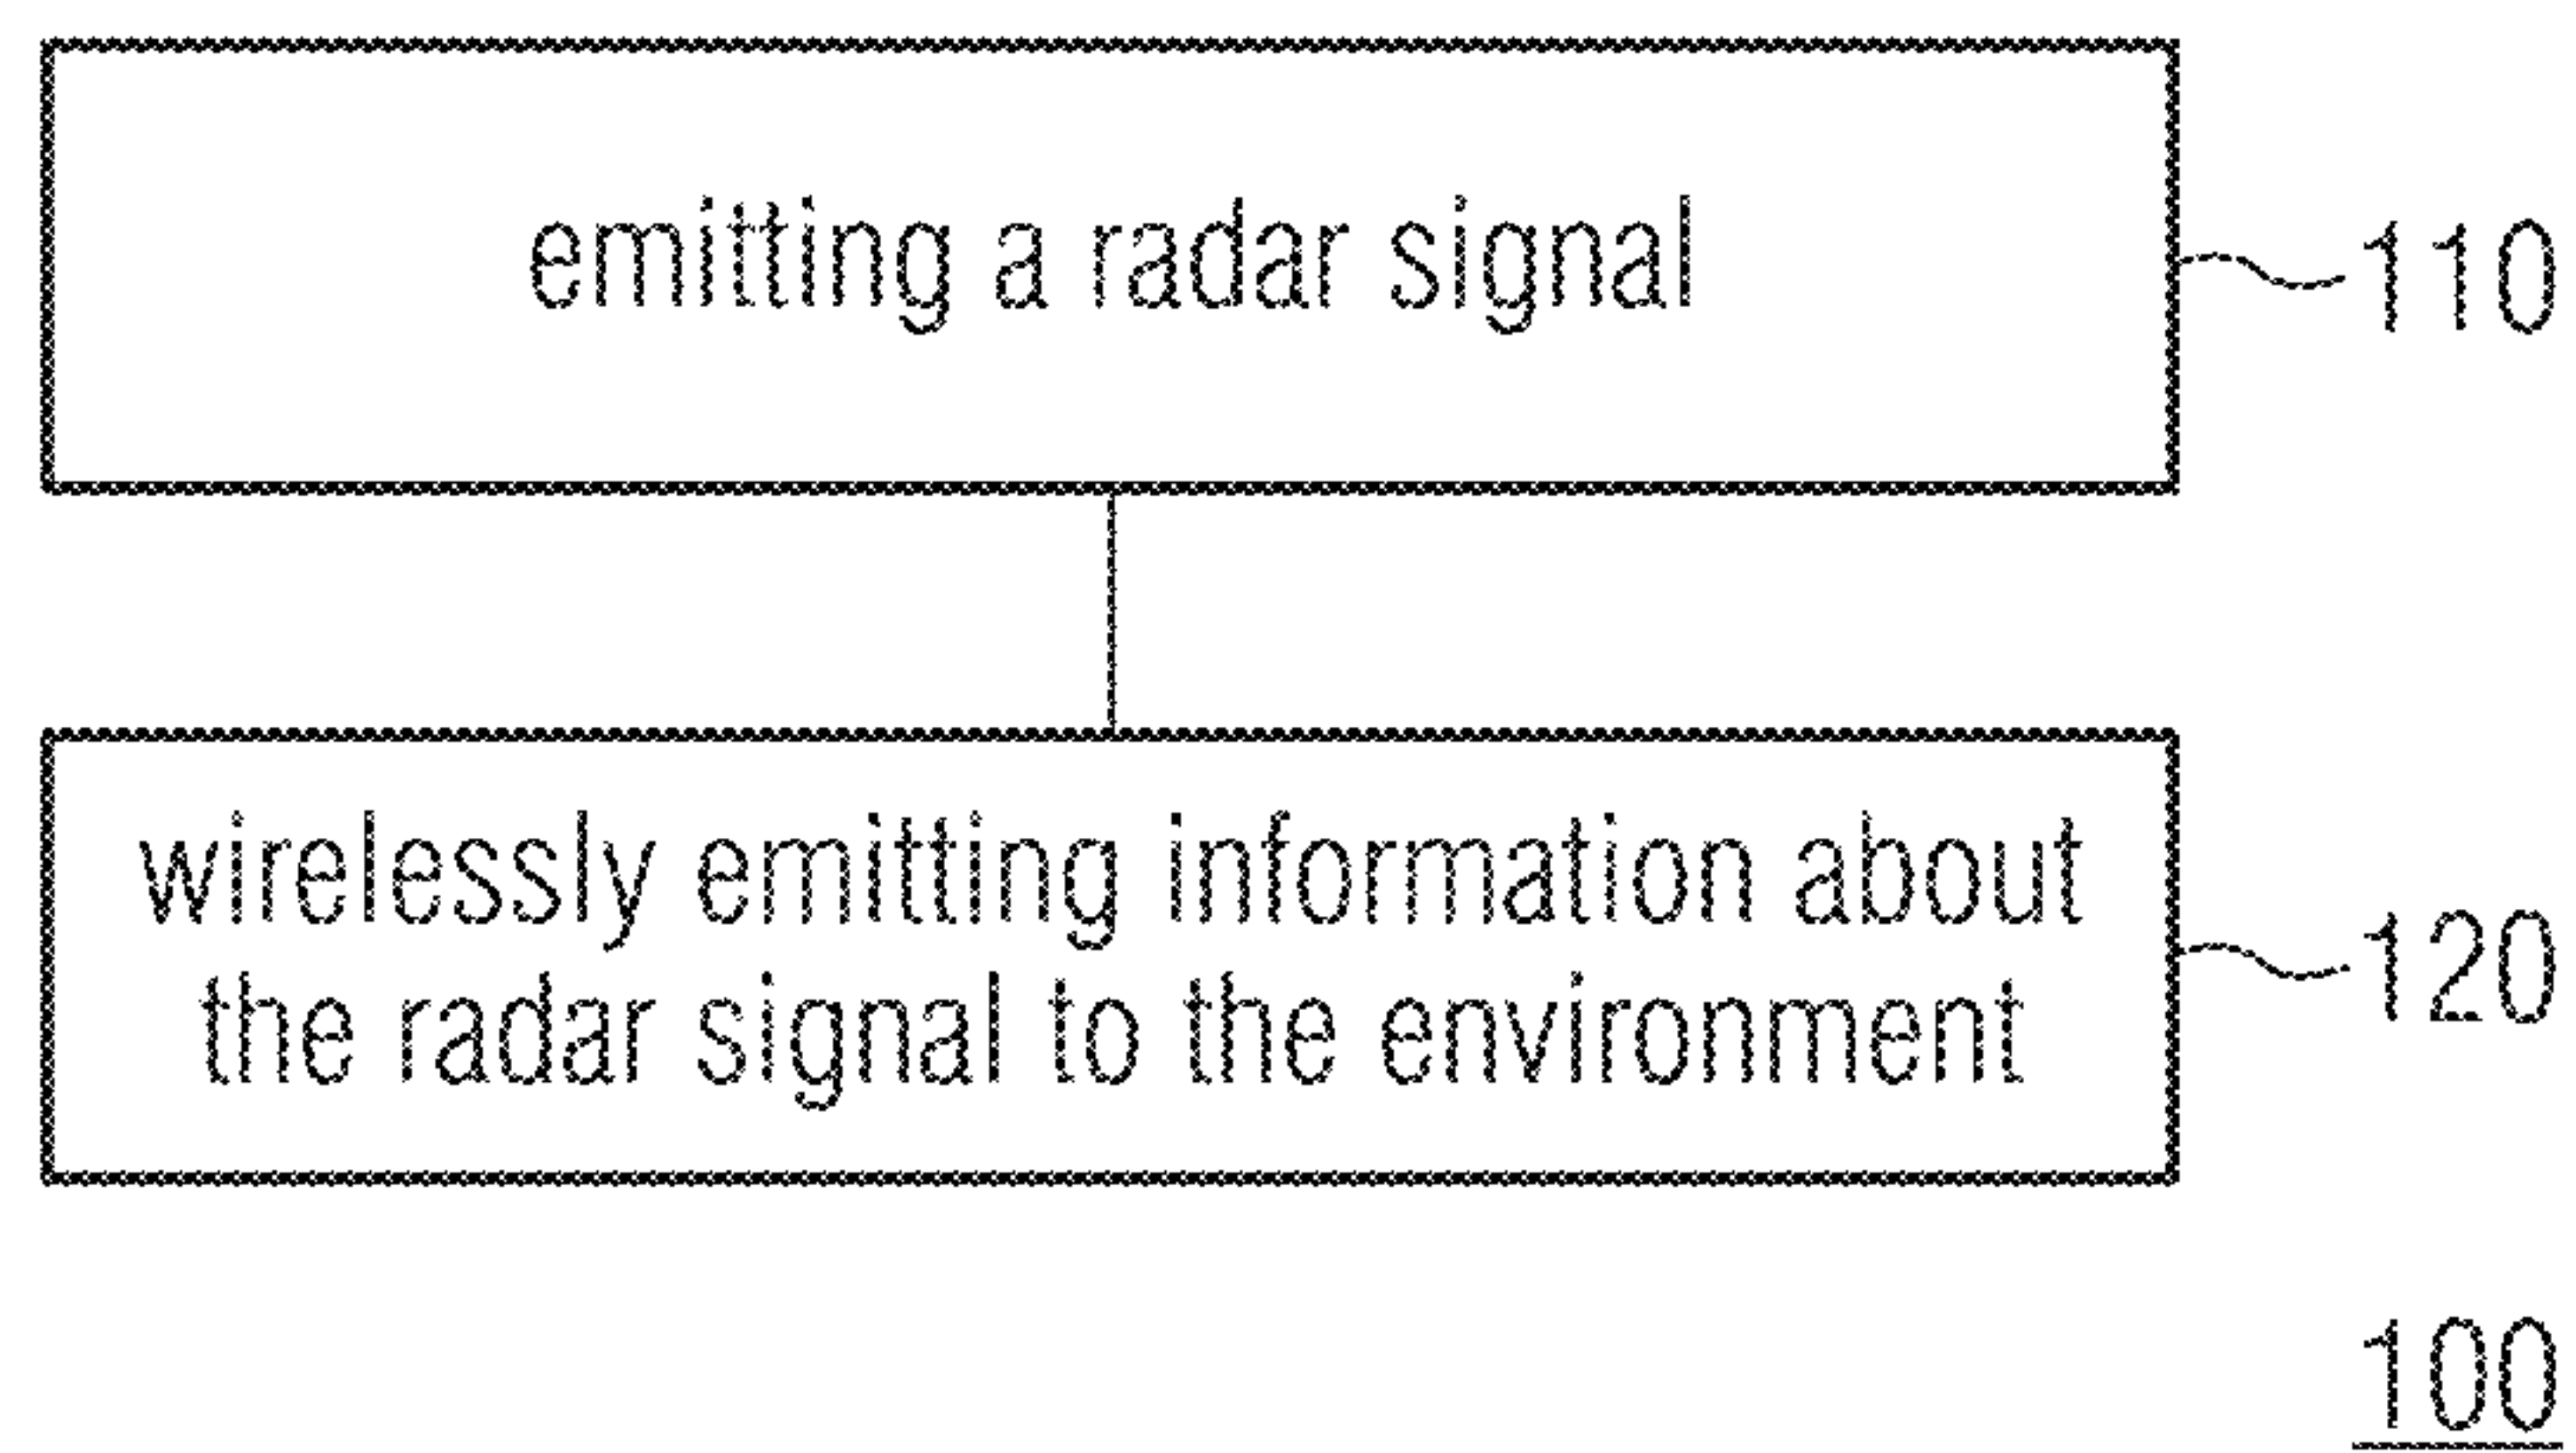 emitting a radar signal
110
wirelessly emitting information about
the radar signal to the environment
120
100